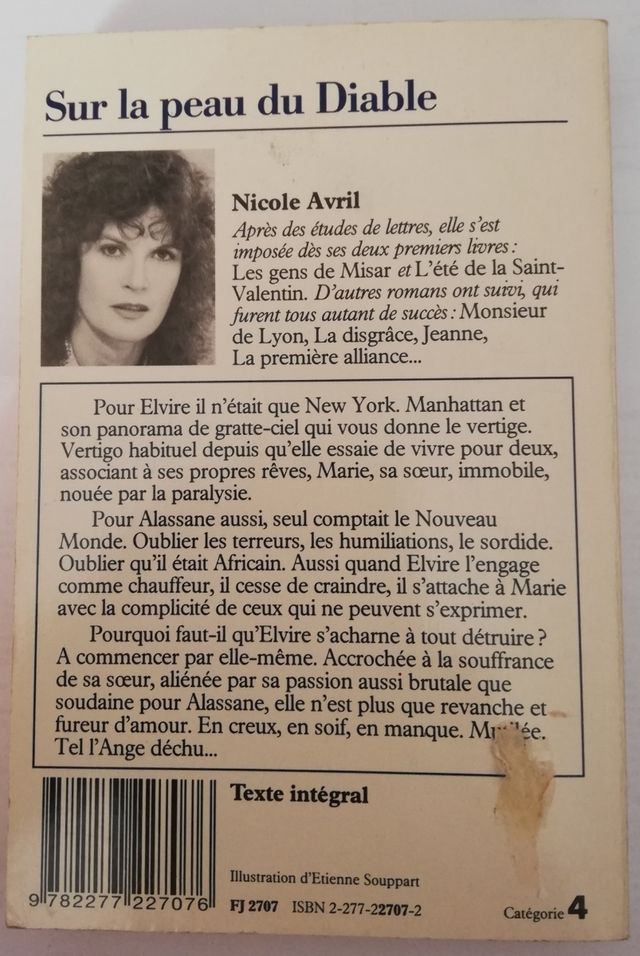 Sur la peau du Diable
Nicole Avril
Après des études de lettres, elle s'est
imposée dès ses deux premiers livres :
Les gens de Misar et L'été de la Saint-
Valentin. D'autres romans ont suivi, qui
furent tous autant de succès : Monsieur
de Lyon, La disgrâce, Jeanne,
La première alliance...
Pour Elvire il n'était que New York. Manhattan et
son panorama de gratte-ciel qui vous donne le vertige.
Vertigo habituel depuis qu'elle essaie de vivre pour deux,
associant à ses propres rêves, Marie, sa sœur, immobile,
nouée par la paralysie.
Pour Alassane aussi, seul comptait le Nouveau
Monde. Oublier les terreurs, les humiliations, le sordide.
Oublier qu'il était Africain. Aussi quand Elvire l'engage
comme chauffeur, il cesse de craindre, il s'attache à Marie
avec la complicité de ceux qui ne peuvent s'exprimer.
Pourquoi faut-il qu'Elvire s'acharne à tout détruire ?
A commencer par elle-même. Accrochée à la souffrance
de sa sœur, aliénée par sa passion aussi brutale que
soudaine pour Alassane, elle n'est plus que revanche et
fureur d'amour. En creux, en soif, en manque.
Tel l'Ange déchu...
Texte intégral
Illustration d'Etienne Souppart
9 782277 227076
FJ 2707 ISBN 2-277-22707-2
Catégorie 4